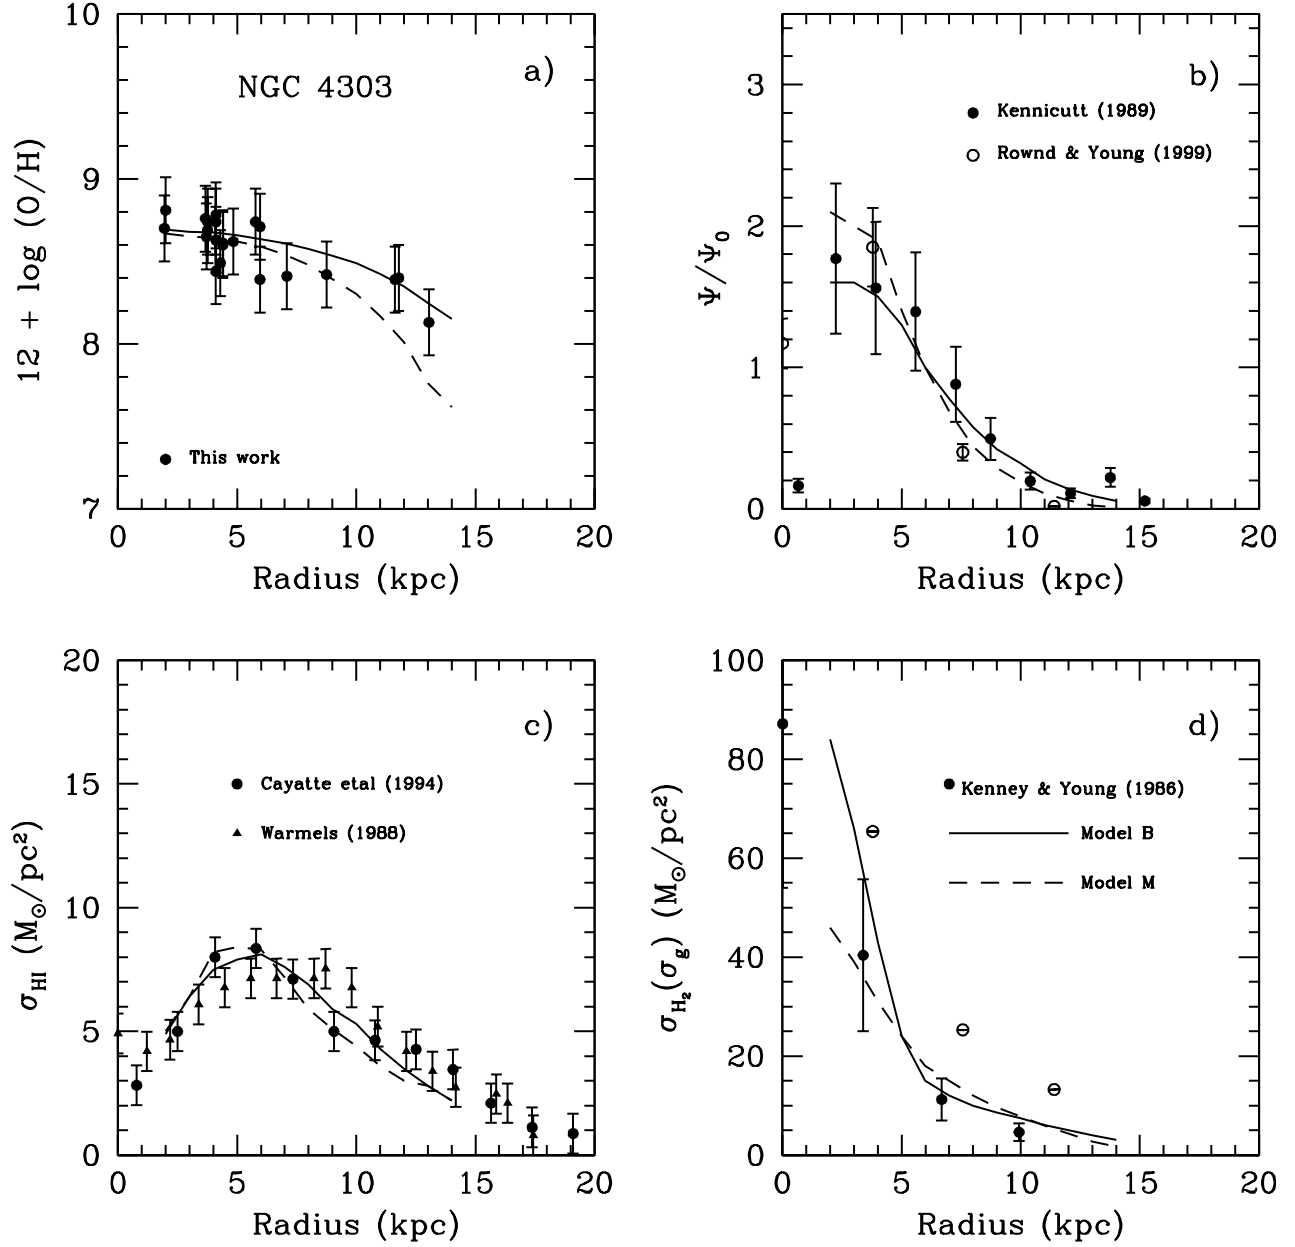 10
9
8
7
12 + log (O/H)
NGC 4303
a)
This work
0 5 10 15 20
Radius (kpc)
3
2
1
0
Ψ/Ψ₀
b)
Kennicutt (1989)
Rownd & Young (1999)
0 5 10 15 20
Radius (kpc)
20
15
10
5
0
σHI (M⊙/pc²)
c)
Cayatte etal (1994)
Warmels (1988)
0 5 10 15 20
Radius (kpc)
100
80
60
40
20
0
σH₂(σg) (M⊙/pc²)
d)
Kenney & Young (1986)
Model B
Model M
0 5 10 15 20
Radius (kpc)